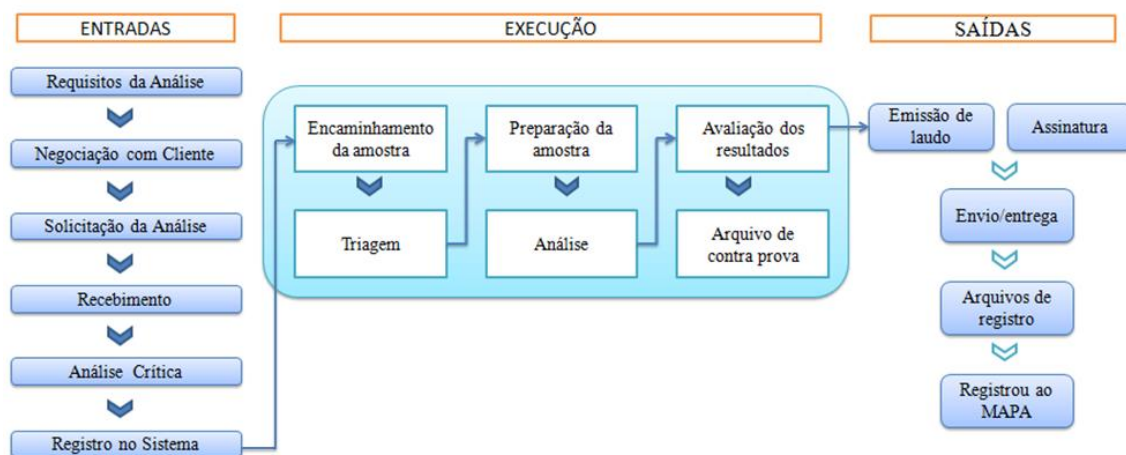 ENTRADAS
Requisitos da Análise
Negociação com Cliente
Solicitação da Análise
Recebimento
Análise Crítica
Registro no Sistema
EXECUÇÃO
Encaminhamento
da amostra
Triagem
Preparação da
amostra
Análise
Avaliação dos
resultados
Arquivo de
contra prova
SAÍDAS
Emissão de
laudo
Assinatura
Envio/entrega
Arquivos de
registro
Registrou ao
MAPA